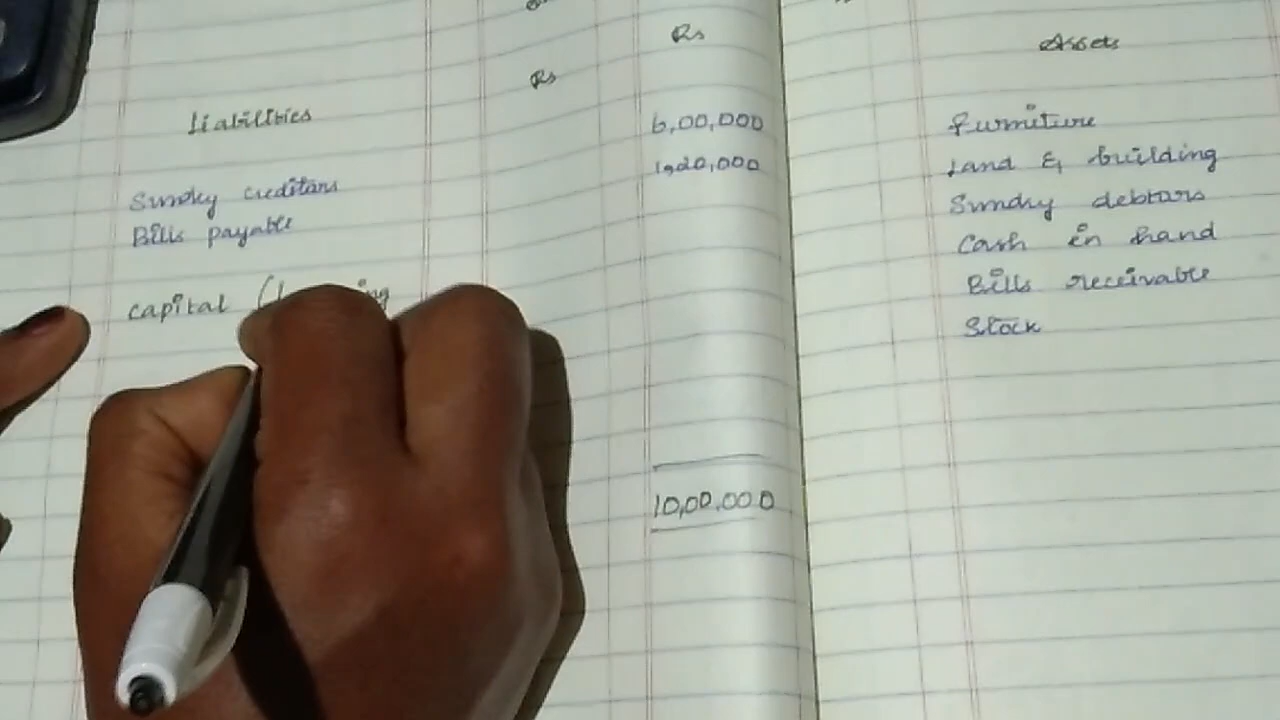 Rs
Rs
Liabilities
6,00,000
1,20,000
Sundry creditors
Bills payable
capital
10,00,000
Assets
Furniture
Land & building
Sundry debtors
Cash in hand
Bills receivable
Stock